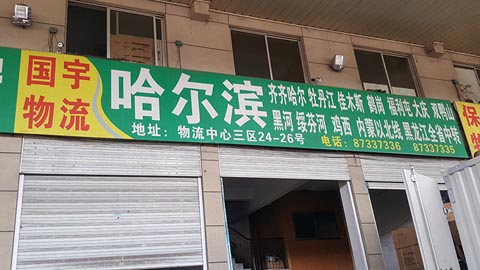 国宇
物流
哈尔滨
齐齐哈尔 牡丹江 佳木斯 鹤岗 福利屯 大庆 双鸭山
黑河 绥芬河 鸡西 内蒙以北线 黑龙江全省中转
地址：物流中心三区24-26号
电话：87337336 87337335
保